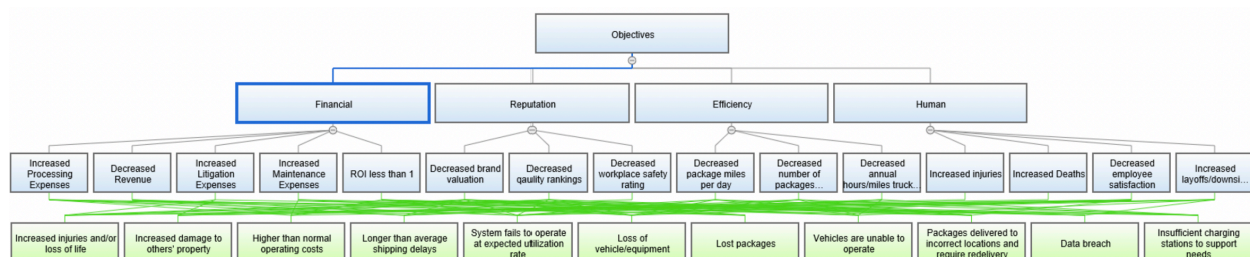 Objectives
Financial
Reputation
Efficiency
Human
Increased
Processing
Expenses
Decreased
Revenue
Increased
Litigation
Expenses
Increased
Maintenance
Expenses
ROI less than 1
Decreased brand
valuation
Decreased
qaulity rankings
Decreased
workplace safety
rating
Decreased
package miles
per day
Decreased
number of
packages...
Decreased
annual
hours/miles truck...
Increased injuries
Increased Deaths
Decreased
employee
satisfaction
Increased
layoffs/downsi...
Increased injuries and/or
loss of life
Increased damage to
others' property
Higher than normal
operating costs
Longer than average
shipping delays
System fails to operate
at expected utilization
rate
Loss of
vehicle/equipment
Lost packages
Vehicles are unable to
operate
Packages delivered to
incorrect locations and
require redelivery
Data breach
Insufficient charging
stations to support
needs